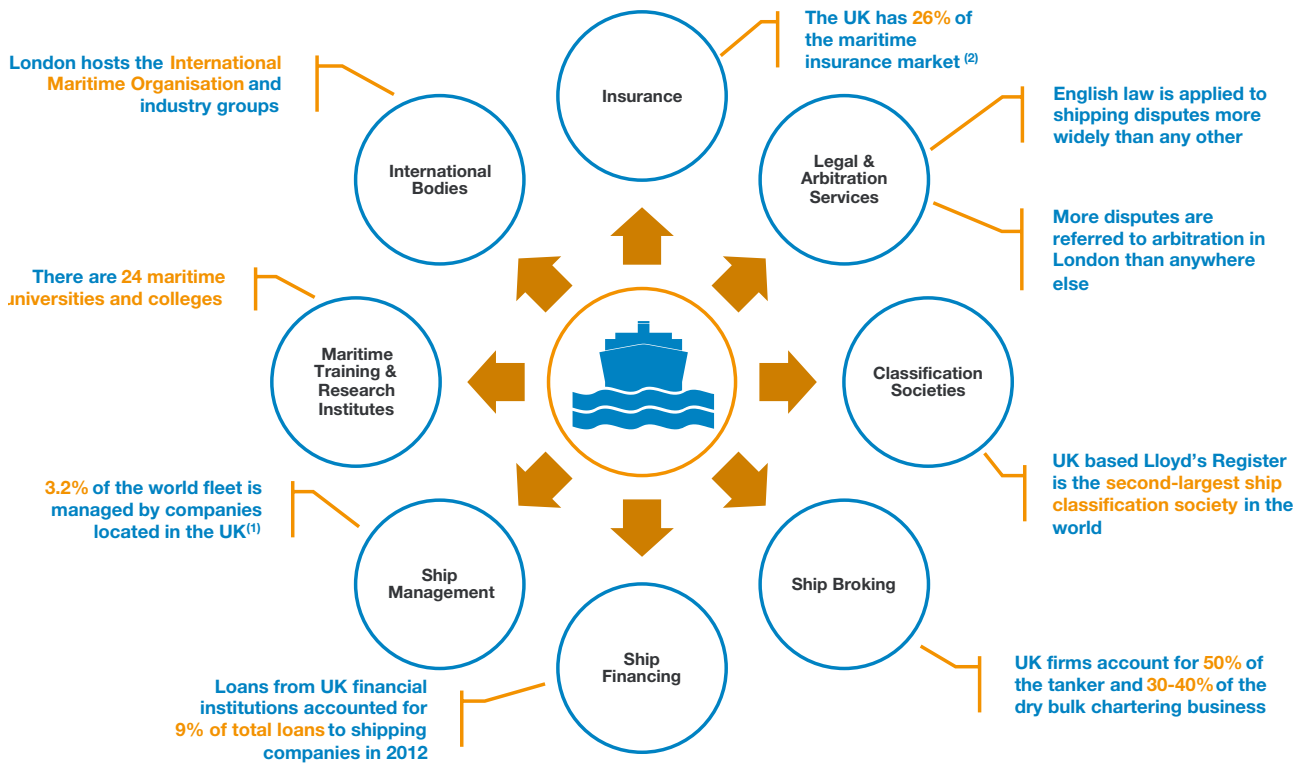 The UK has 26% of
the maritime
insurance market (2)
London hosts the International
Maritime Organisation and
industry groups
Insurance
English law is applied to
shipping disputes more
widely than any other
International
Bodies
Legal &
Arbitration
Services
More disputes are
referred to arbitration in
London than anywhere
else
There are 24 maritime
universities and colleges
Maritime
Training &
Research
Institutes
Classification
Societies
UK based Lloyd's Register
is the second-largest ship
classification society in the
world
3.2% of the world fleet is
managed by companies
located in the UK(1)
Ship
Management
Ship Broking
Ship
Financing
UK firms account for 50% of
the tanker and 30-40% of the
dry bulk chartering business
Loans from UK financial
institutions accounted for
9% of total loans to shipping
companies in 2012